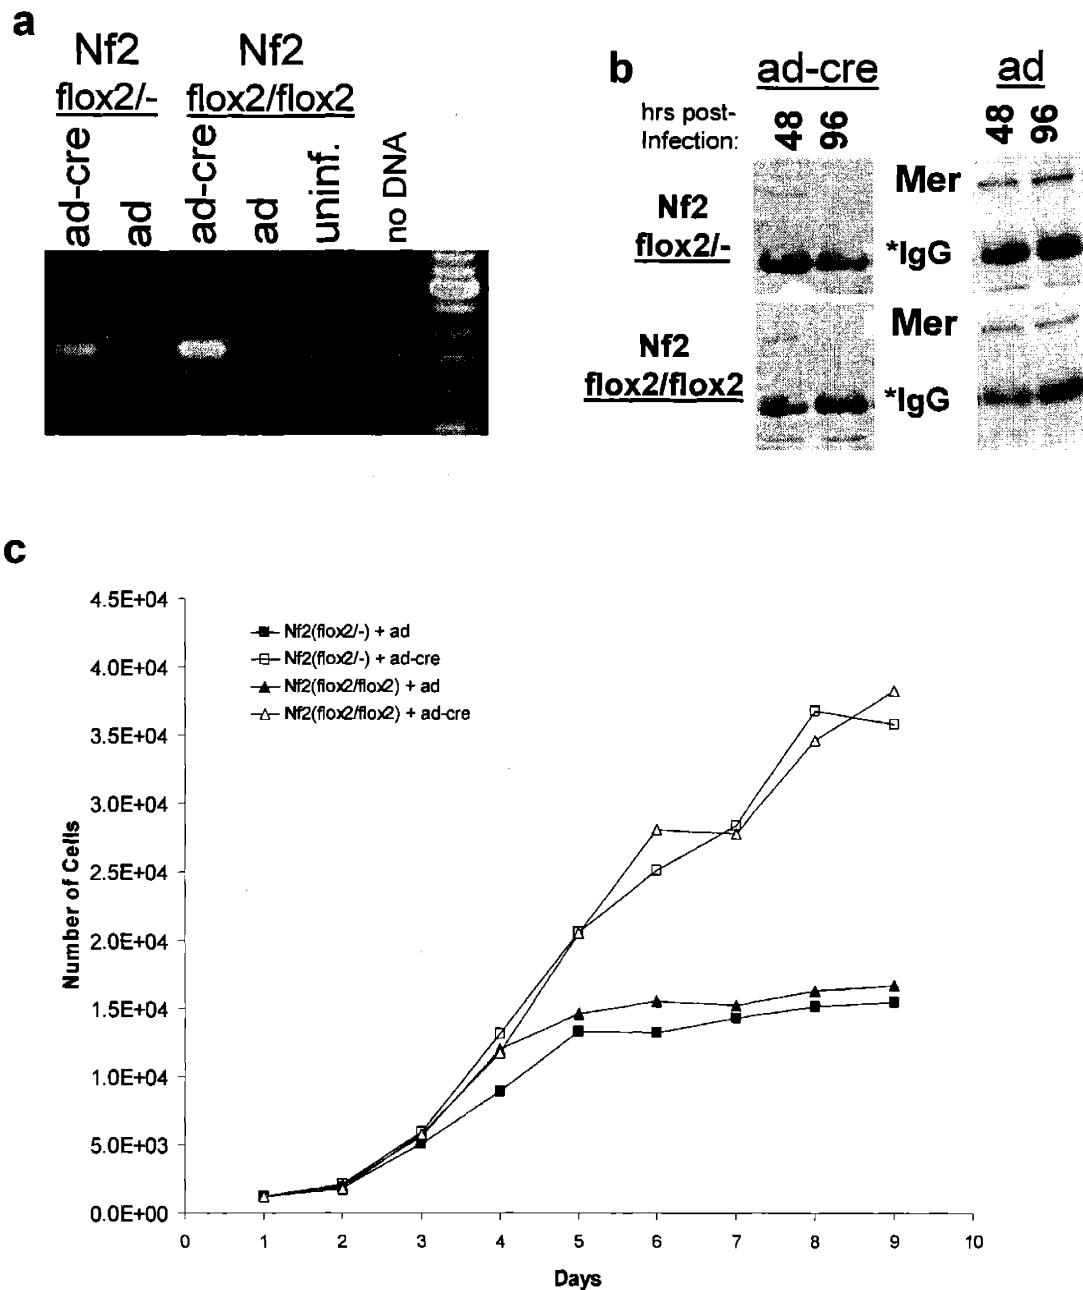 a
Nf2
Nf2
flox2/-
flox2/flox2
ad-cre
ad
ad-cre
ad
uninf.
no DNA
b
ad-cre
ad
hrs post-
Infection:
48
96
48
96
Nf2
flox2/-
Mer
*IgG
Nf2
flox2/flox2
Mer
*IgG
c
4.5E+04
4.0E+04
3.5E+04
3.0E+04
2.5E+04
2.0E+04
1.5E+04
1.0E+04
5.0E+03
0.0E+00
Number of Cells
Nf2(flox2/-) + ad
Nf2(flox2/-) + ad-cre
Nf2(flox2/flox2) + ad
Nf2(flox2/flox2) + ad-cre
0 1 2 3 4 5 6 7 8 9 10
Days